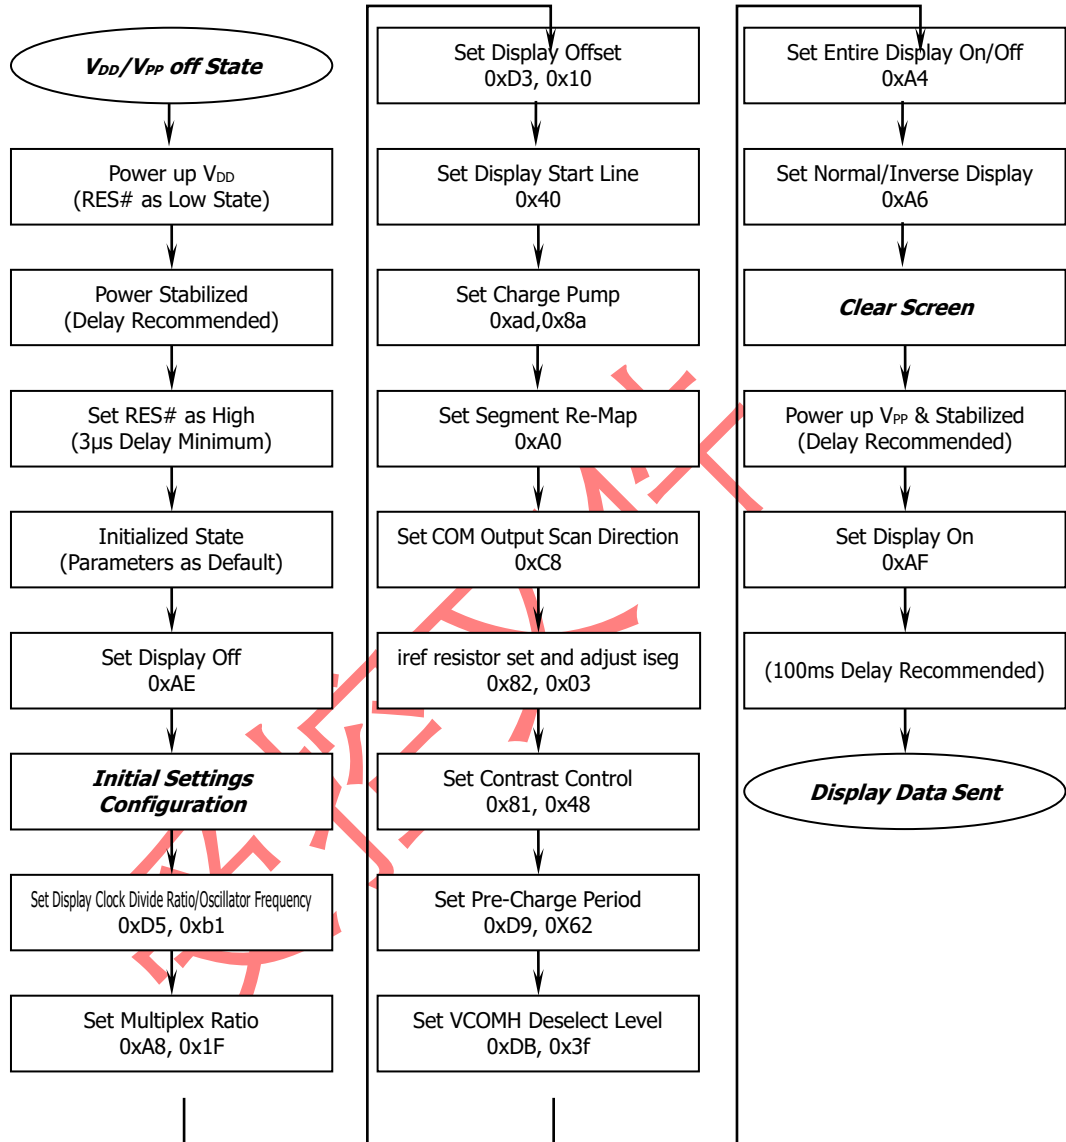 VDD/VPP off State
Power up VDD
(RES# as Low State)
Power Stabilized
(Delay Recommended)
Set RES# as High
(3μs Delay Minimum)
Initialized State
(Parameters as Default)
Set Display Off
0xAE
Initial Settings
Configuration
Set Display Clock Divide Ratio/Oscillator Frequency
0xD5, 0xb1
Set Multiplex Ratio
0xA8, 0x1F
Set Display Offset
0xD3, 0x10
Set Display Start Line
0x40
Set Charge Pump
0xad,0x8a
Set Segment Re-Map
0xA0
Set COM Output Scan Direction
0xC8
iref resistor set and adjust iseg
0x82, 0x03
Set Contrast Control
0x81, 0x48
Set Pre-Charge Period
0xD9, 0X62
Set VCOMH Deselect Level
0xDB, 0x3f
Set Entire Display On/Off
0xA4
Set Normal/Inverse Display
0xA6
Clear Screen
Power up VPP & Stabilized
(Delay Recommended)
Set Display On
0xAF
(100ms Delay Recommended)
Display Data Sent